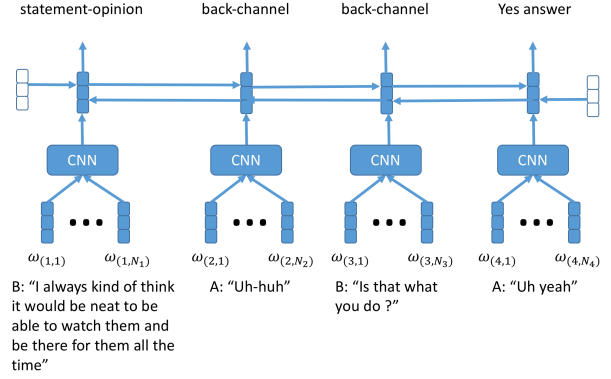 statement-opinion back-channel back-channel Yes answer
CNN CNN CNN CNN
ω(1,1) ω(1,N₁) ω(2,1) ω(2,N₂) ω(3,1) ω(3,N₃) ω(4,1) ω(4,N₄)
B: “I always kind of think
it would be neat to be
able to watch them and
be there for them all the
time”
A: “Uh-huh”
B: “Is that what
you do ?”
A: “Uh yeah”